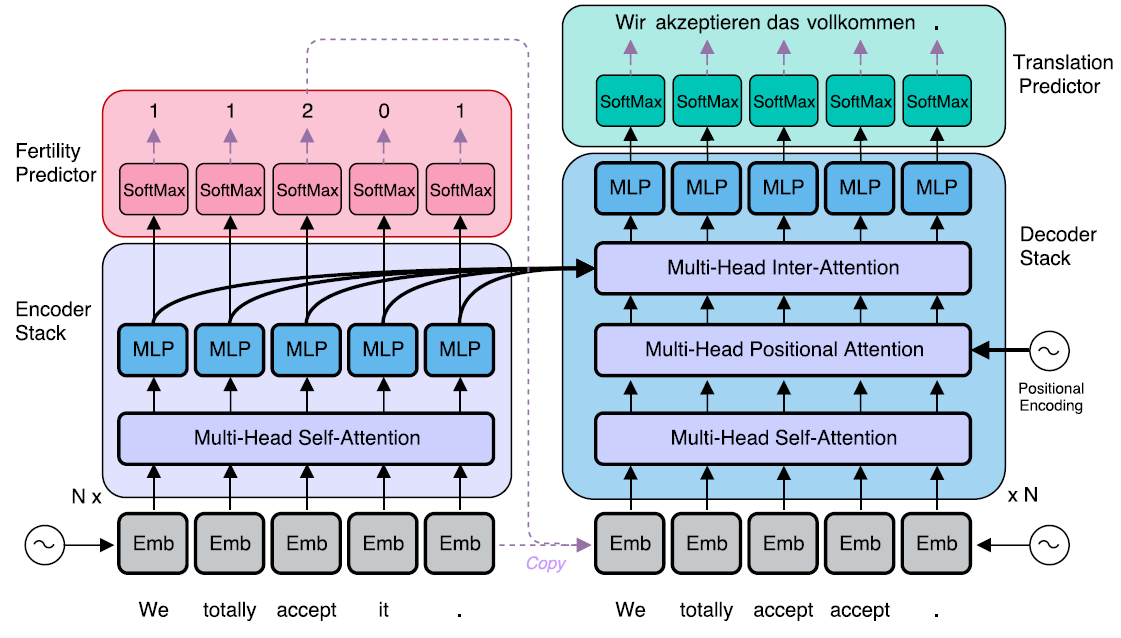 Wir akzeptieren das vollkommen .
Translation
Predictor
SoftMax SoftMax SoftMax SoftMax SoftMax
1 1 2 0 1
Fertility
Predictor
SoftMax SoftMax SoftMax SoftMax SoftMax
MLP MLP MLP MLP MLP
Decoder
Stack
Multi-Head Inter-Attention
Encoder
Stack
MLP MLP MLP MLP MLP
Multi-Head Positional Attention
Positional
Encoding
Multi-Head Self-Attention
Multi-Head Self-Attention
N x
x N
Emb Emb Emb Emb Emb
Copy
Emb Emb Emb Emb Emb
We totally accept it .
We totally accept accept .